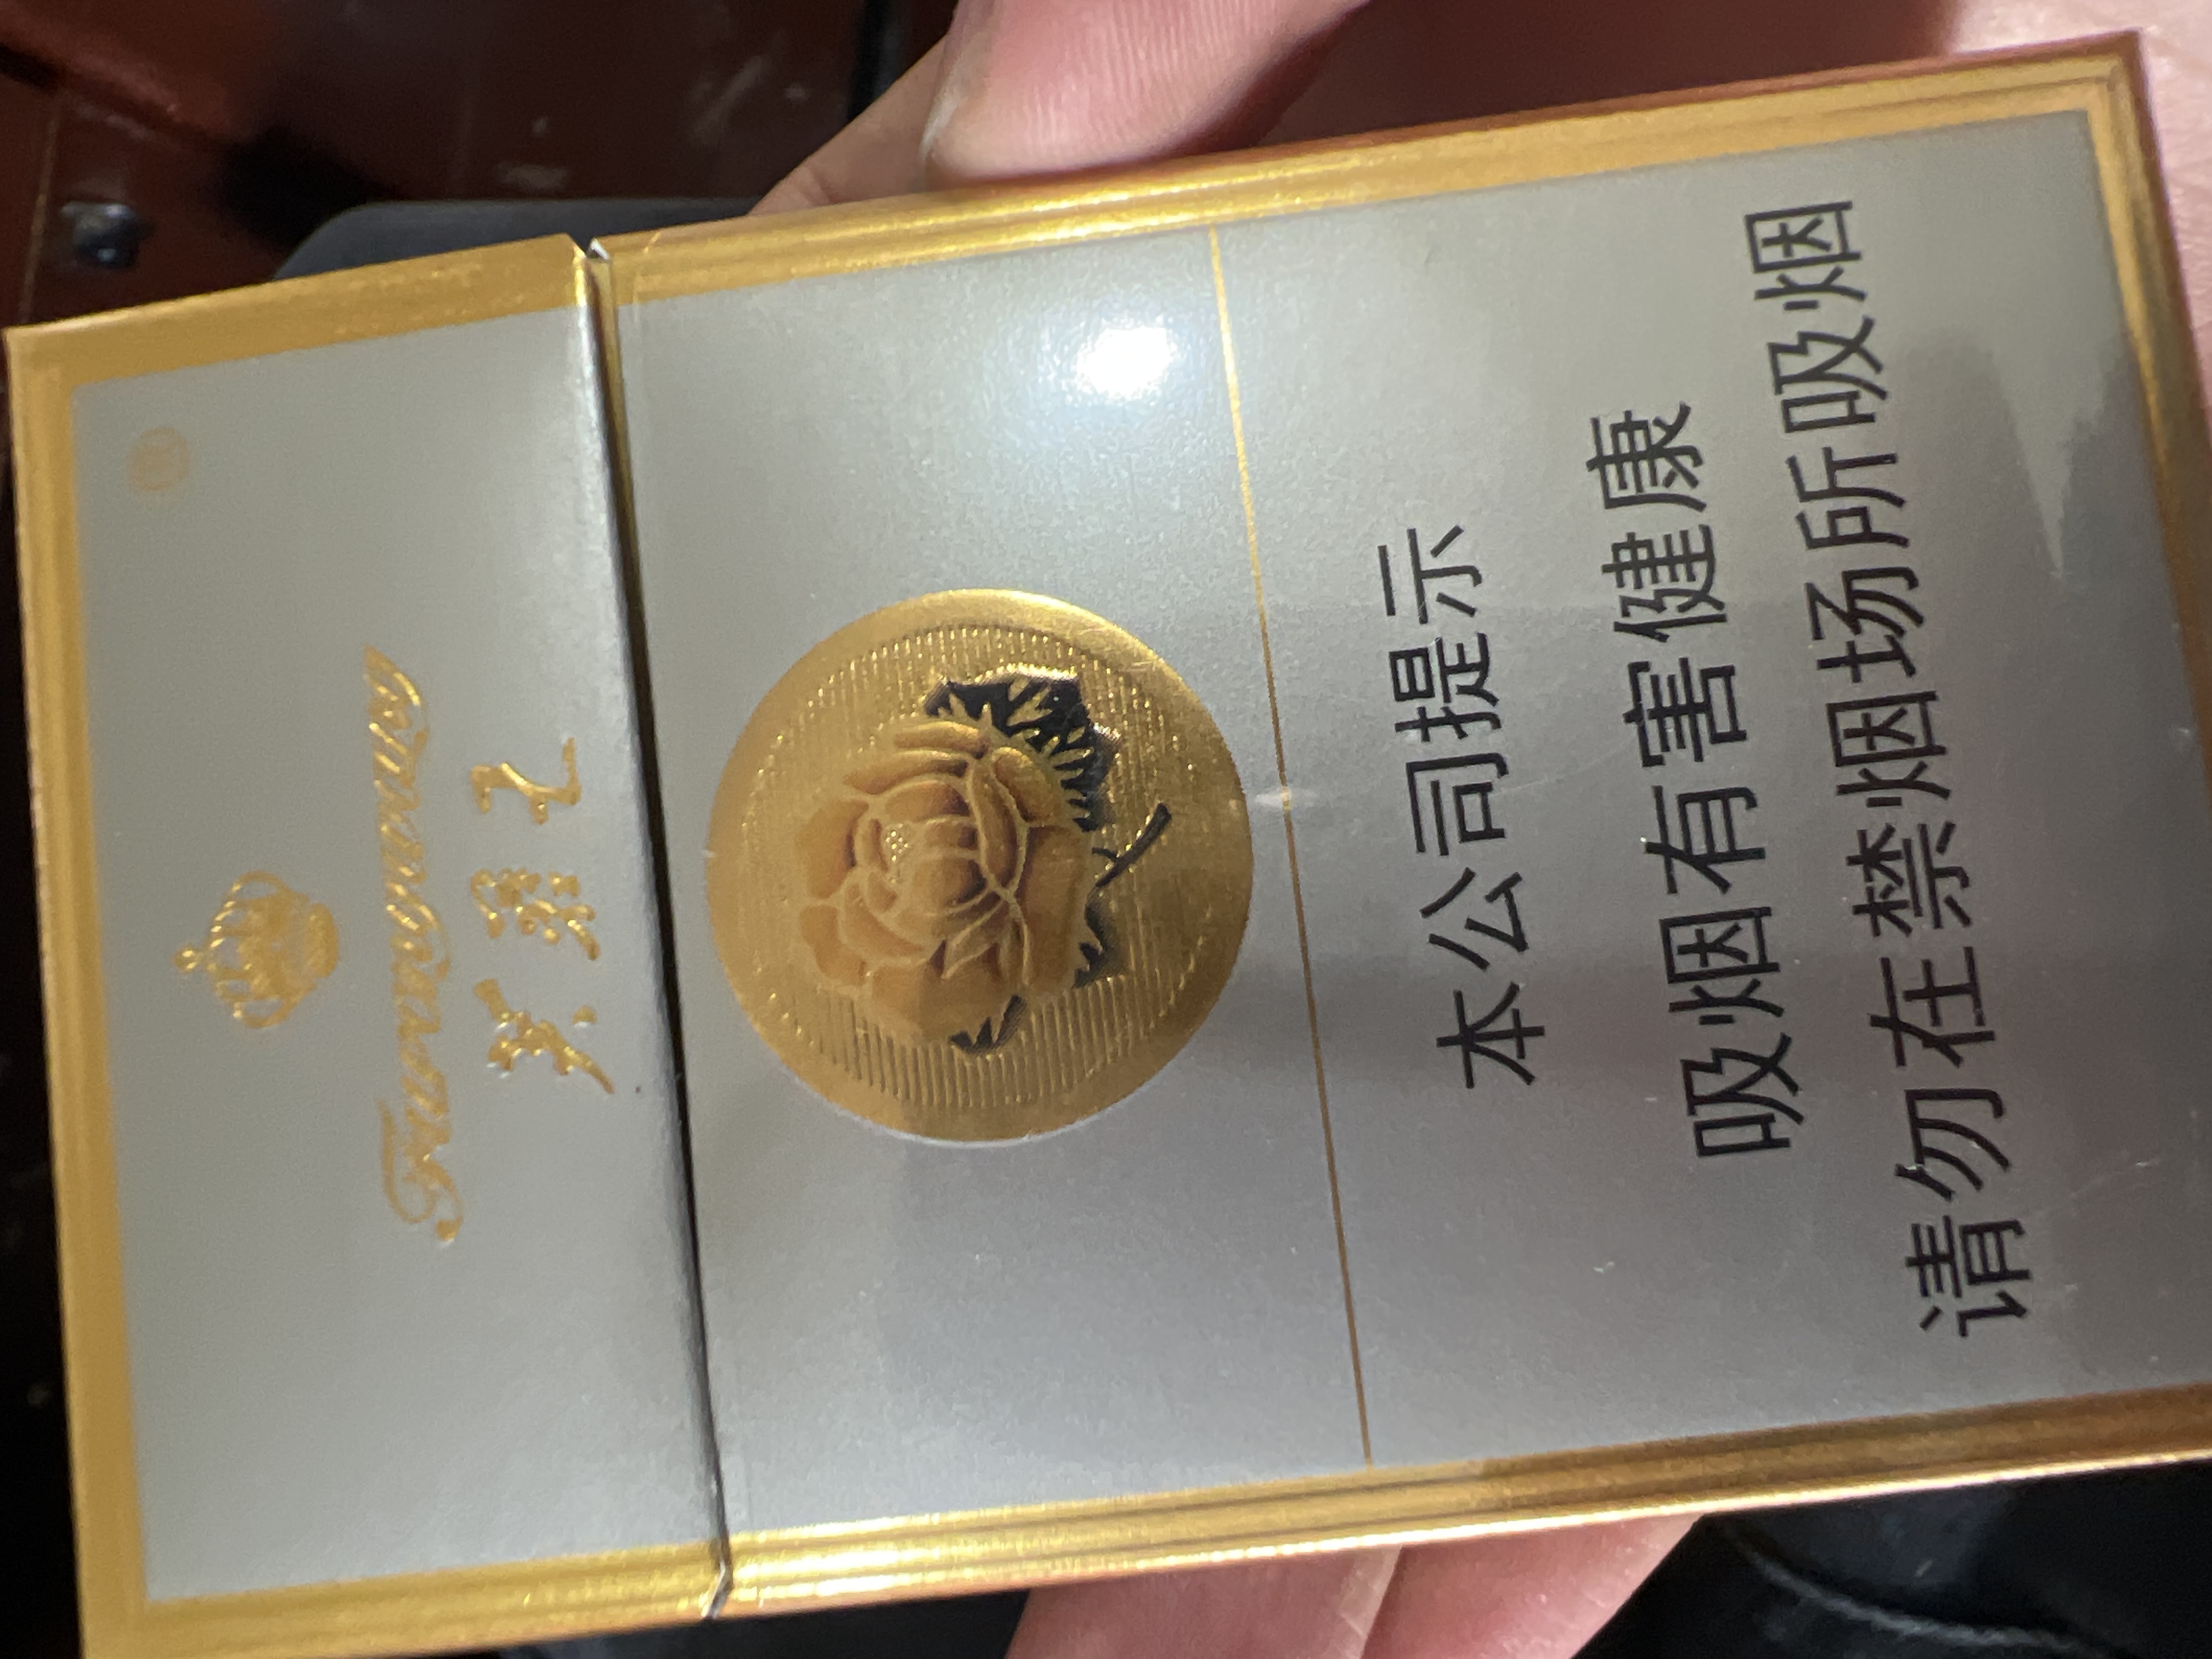 Furongwang
芙蓉王
本公司提示
吸烟有害健康
请勿在禁烟场所吸烟